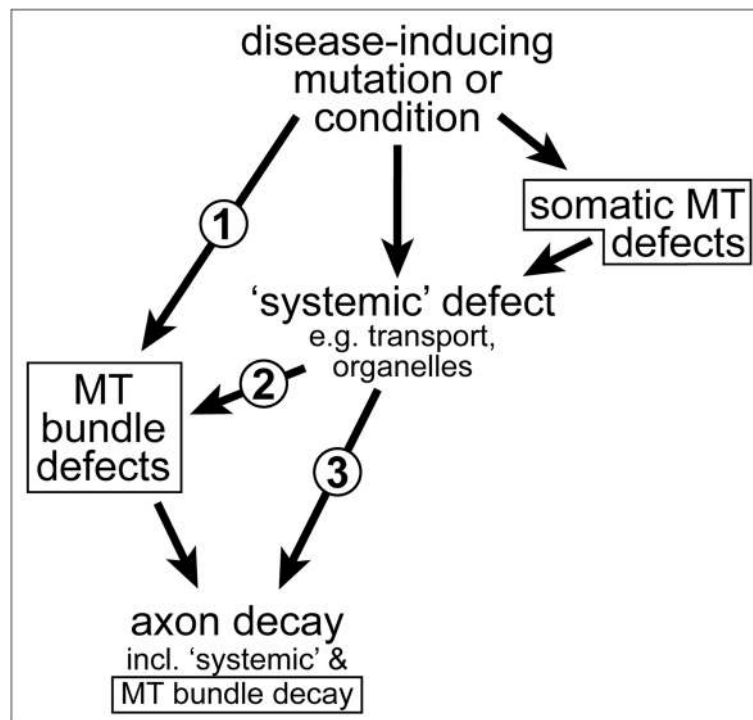 disease-inducing
mutation or
condition
1
somatic MT
defects
‘systemic’ defect
e.g. transport,
organelles
MT
bundle
defects
2
3
axon decay
incl. ‘systemic’ &
MT bundle decay